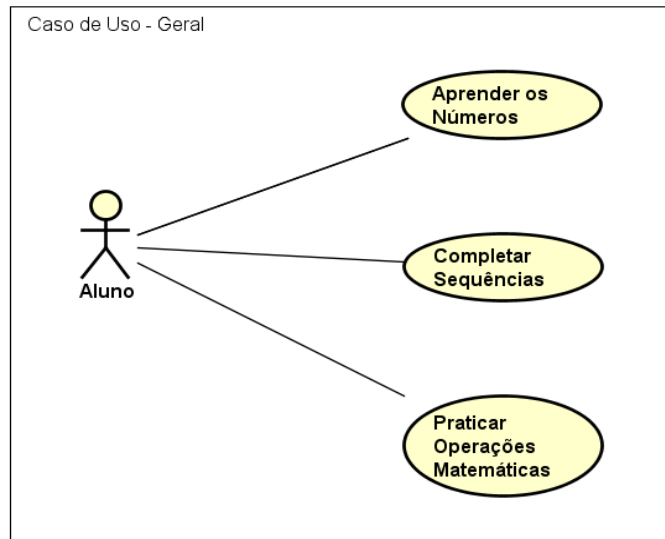 Caso de Uso - Geral
Aprender os
Números
Completar
Sequências
Aluno
Praticar
Operações
Matemáticas